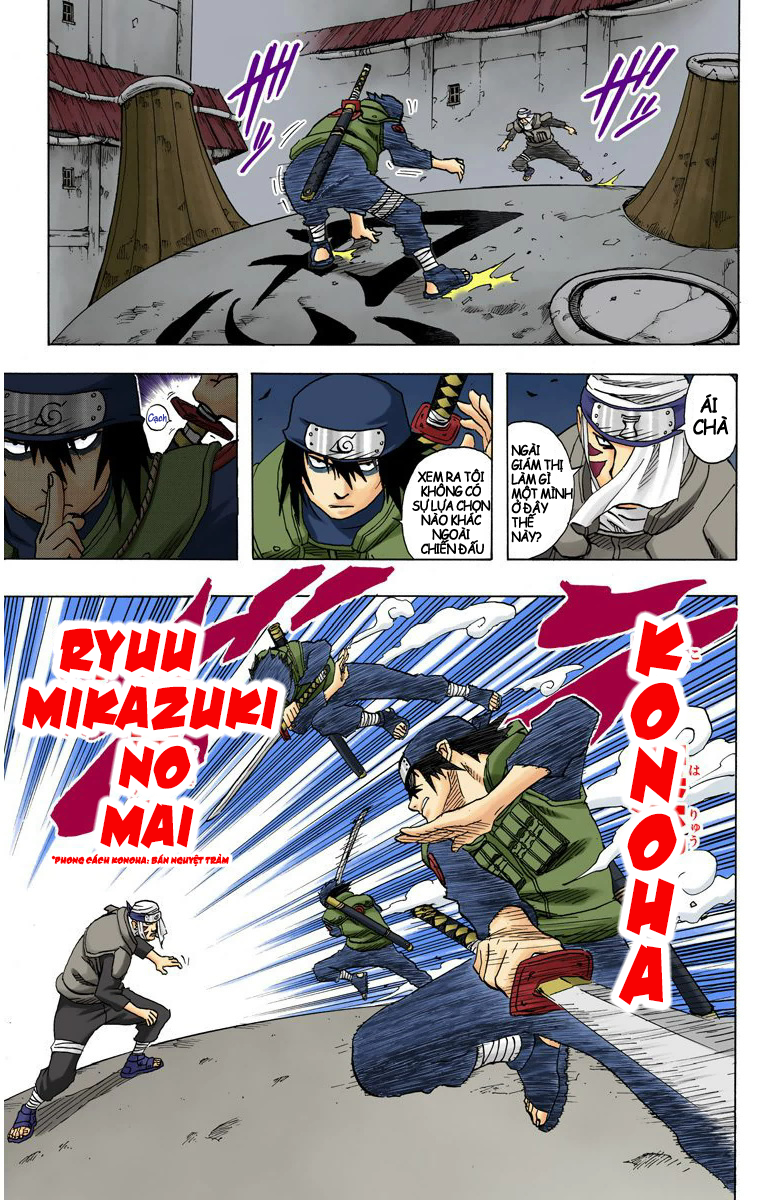 ÁI
CHÀ
NGÀI
GIÁM THỊ
LÀM GÌ
MỘT MÌNH
Ở ĐÂY
THẾ
NÀY?
XEM RA TÔI
KHÔNG CÓ
SỰ LỰA CHỌN
NÀO KHÁC
NGOÀI
CHIẾN ĐẤU
Cạch
KONOHA
こ
は
りゅう
RYUU
MIKAZUKI
NO
MAI
*PHONG CÁCH KONOHA: BÁN NGUYỆT TRẢM